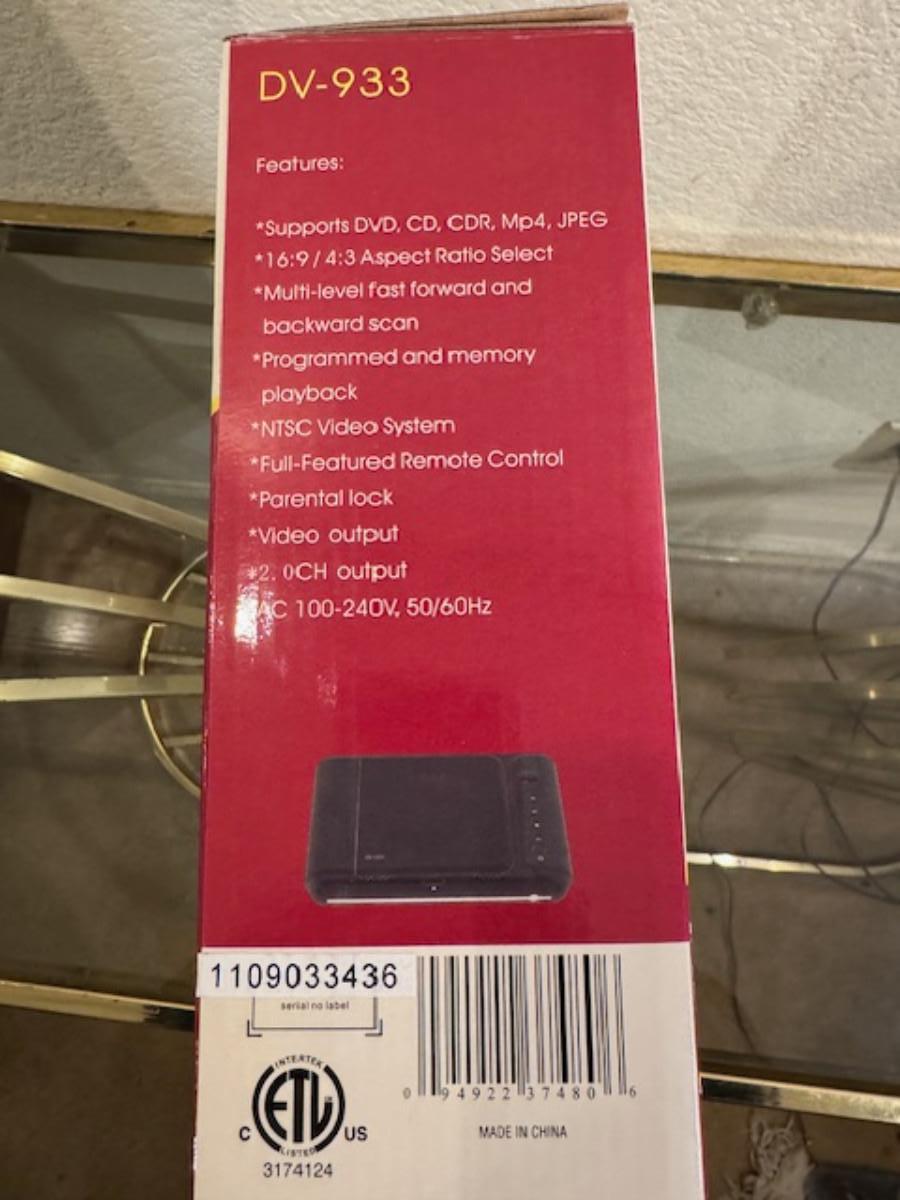 DV-933
Features:
*Supports DVD, CD, CDR, Mp4, JPEG
*16:9 / 4:3 Aspect Ratio Select
*Multi-level fast forward and
backward scan
*Programmed and memory
playback
*NTSC Video System
*Full-Featured Remote Control
*Parental lock
*Video output
*2.0CH output
AC 100-240V, 50/60Hz
1109033436
serial no label
0 94922 37480 6
INTERTEK
ETL
C US
LISTED
3174124
MADE IN CHINA